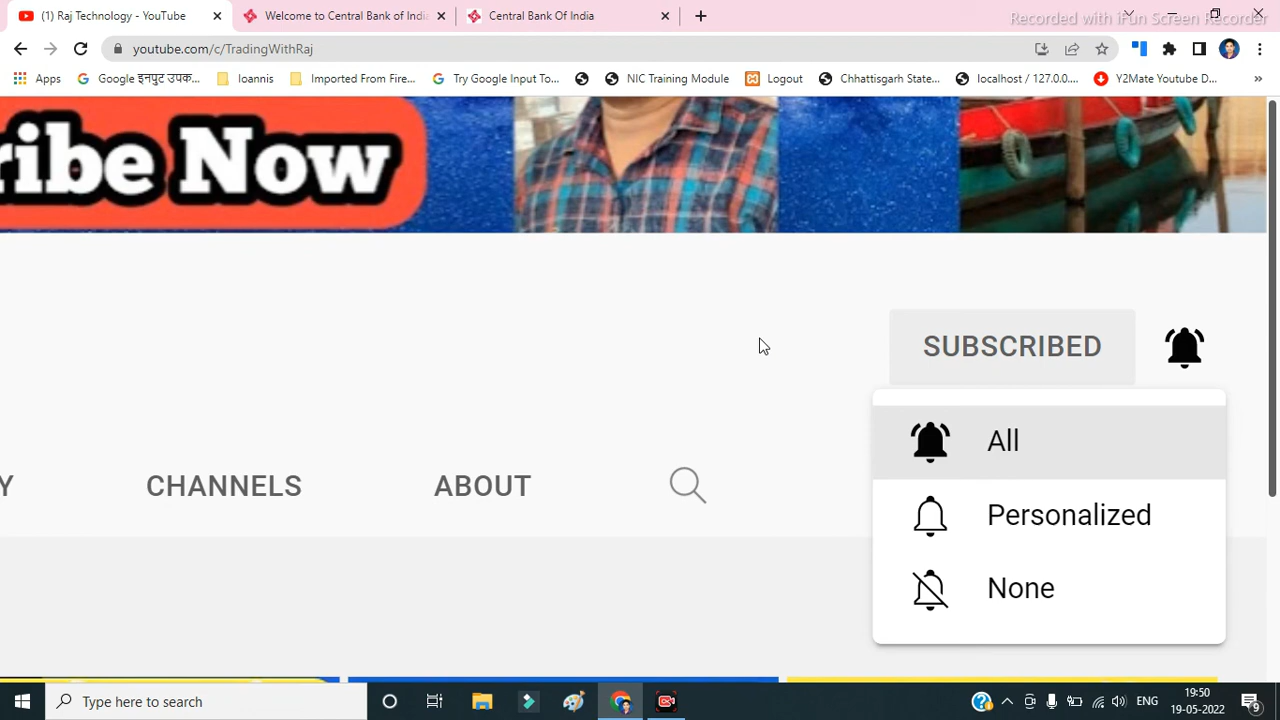 (1) Raj Technology - YouTube
Welcome to Central Bank of Indi
Central Bank Of India
Recorded with iFun Screen Recorder
youtube.com/c/TradingWithRaj
Apps
Google इनपुट उपक...
Ioannis
Imported From Fire...
Try Google Input To...
NIC Training Module
Logout
Chhattisgarh State...
localhost / 127.0.0....
Y2Mate Youtube D...
ribe Now
SUBSCRIBED
All
Personalized
None
Y
CHANNELS
ABOUT
Type here to search
ENG
19:50
19-05-2022
9